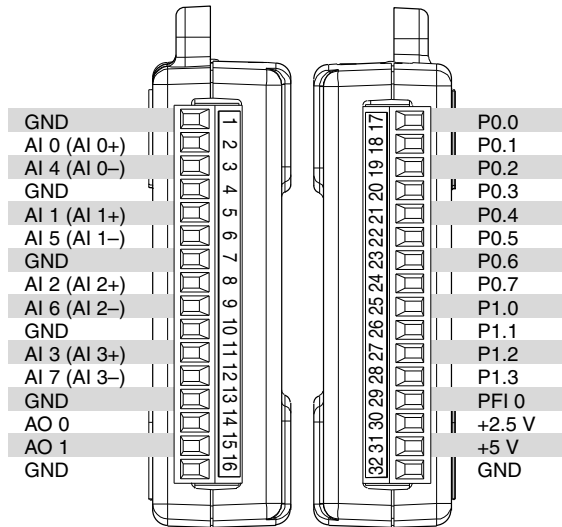 GND 1
AI 0 (AI 0+) 2
AI 4 (AI 0–) 3
GND 4
AI 1 (AI 1+) 5
AI 5 (AI 1–) 6
GND 7
AI 2 (AI 2+) 8
AI 6 (AI 2–) 9
GND 10
AI 3 (AI 3+) 11
AI 7 (AI 3–) 12
GND 13
AO 0 14
AO 1 15
GND 16
17 P0.0
18 P0.1
19 P0.2
20 P0.3
21 P0.4
22 P0.5
23 P0.6
24 P0.7
25 P1.0
26 P1.1
27 P1.2
28 P1.3
29 PFI 0
30 +2.5 V
31 +5 V
32 GND